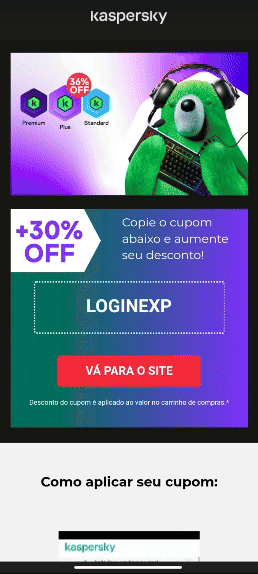 kaspersky
36%
OFF
Premium
Plus
Standard
+30%
OFF
Copie o cupom
abaixo e aumente
seu desconto!
LOGINEXP
VÁ PARA O SITE
Desconto do cupom é aplicado ao valor no carrinho de compras.*
Como aplicar seu cupom:
kaspersky